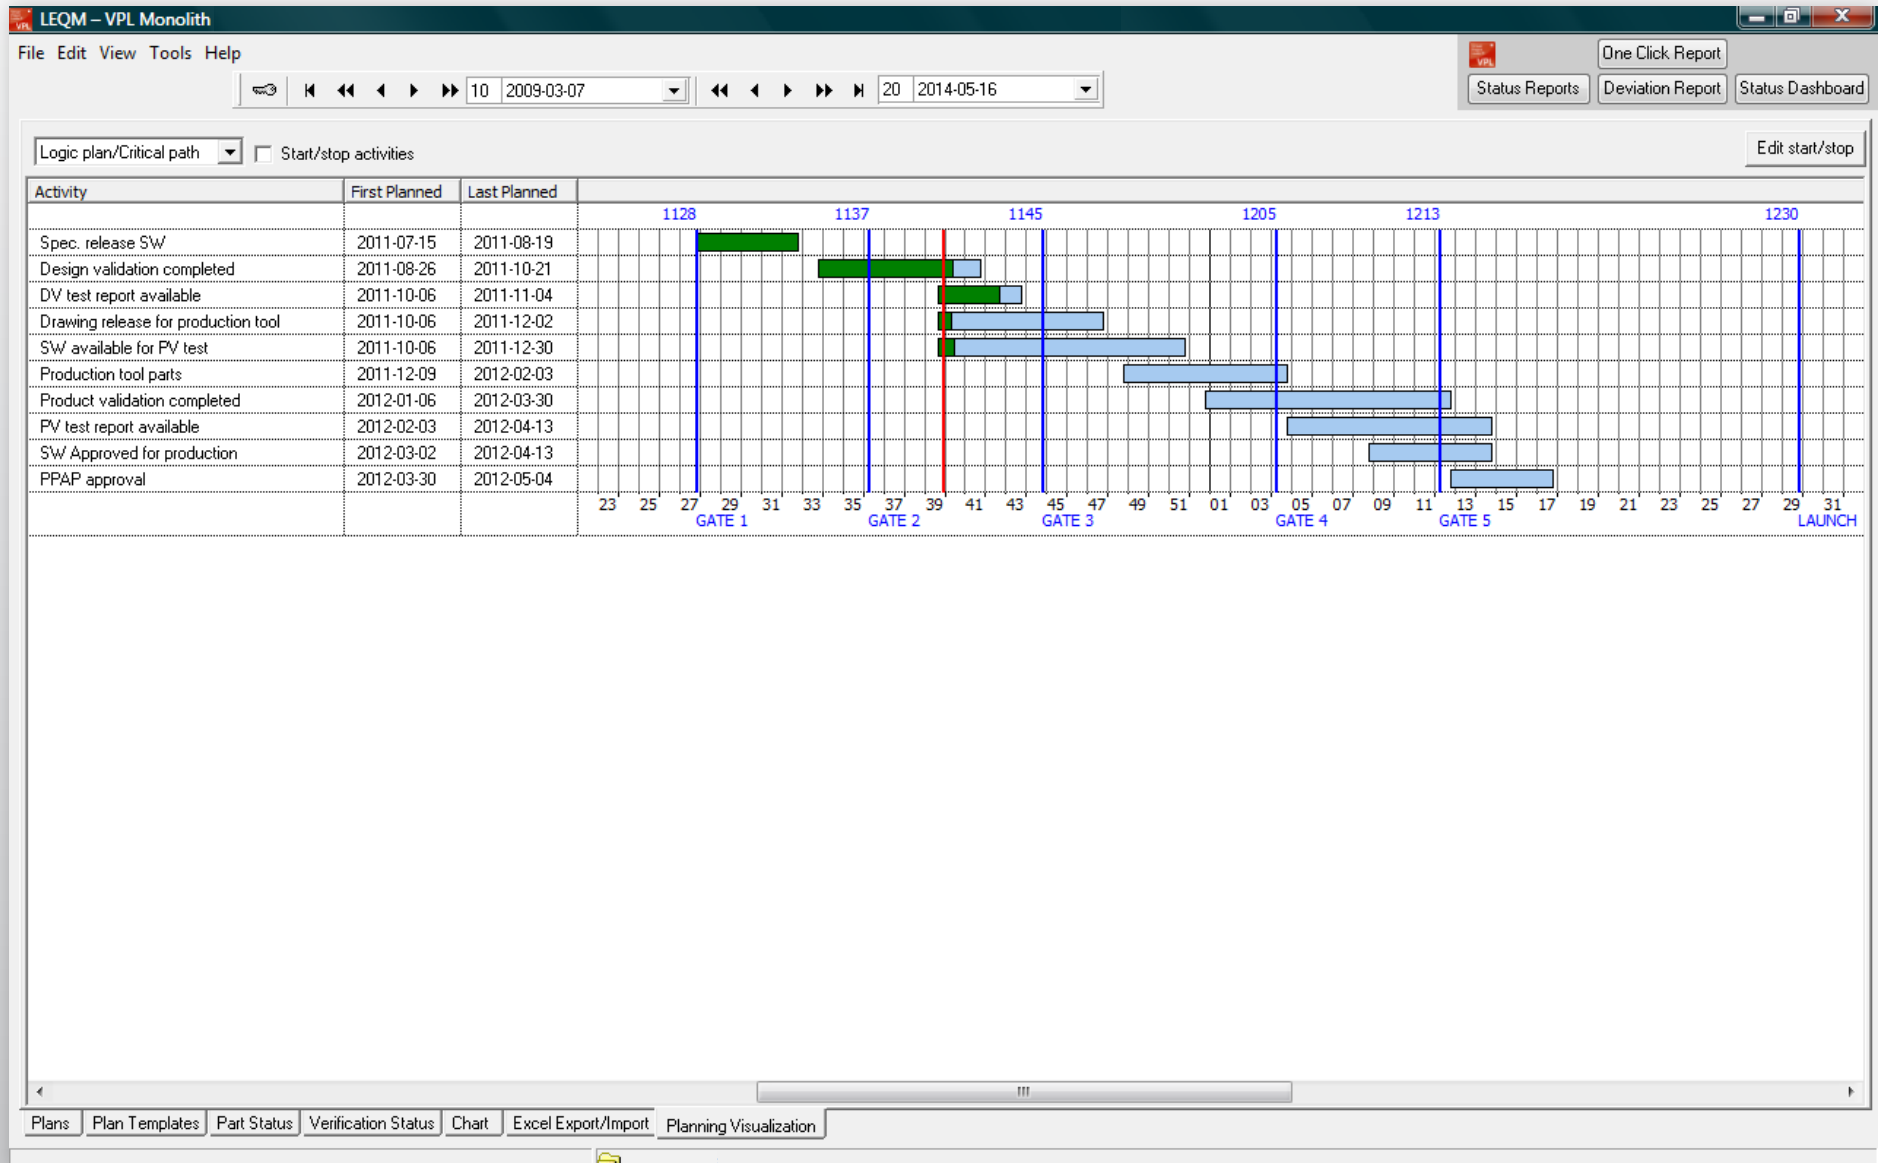 LEQM – VPL Monolith
File Edit View Tools Help
VPL
One Click Report
10 2009-03-07 20 2014-05-16
Status Reports Deviation Report Status Dashboard
Logic plan/Critical path Start/stop activities Edit start/stop
Activity First Planned Last Planned
1128 1137 1145 1205 1213 1230
Spec. release SW 2011-07-15 2011-08-19
Design validation completed 2011-08-26 2011-10-21
DV test report available 2011-10-06 2011-11-04
Drawing release for production tool 2011-10-06 2011-12-02
SW available for PV test 2011-10-06 2011-12-30
Production tool parts 2011-12-09 2012-02-03
Product validation completed 2012-01-06 2012-03-30
PV test report available 2012-02-03 2012-04-13
SW Approved for production 2012-03-02 2012-04-13
PPAP approval 2012-03-30 2012-05-04
23 25 27 29 31 33 35 37 39 41 43 45 47 49 51 01 03 05 07 09 11 13 15 17 19 21 23 25 27 29 31
GATE 1 GATE 2 GATE 3 GATE 4 GATE 5 LAUNCH
Plans Plan Templates Part Status Verification Status Chart Excel Export/Import Planning Visualization